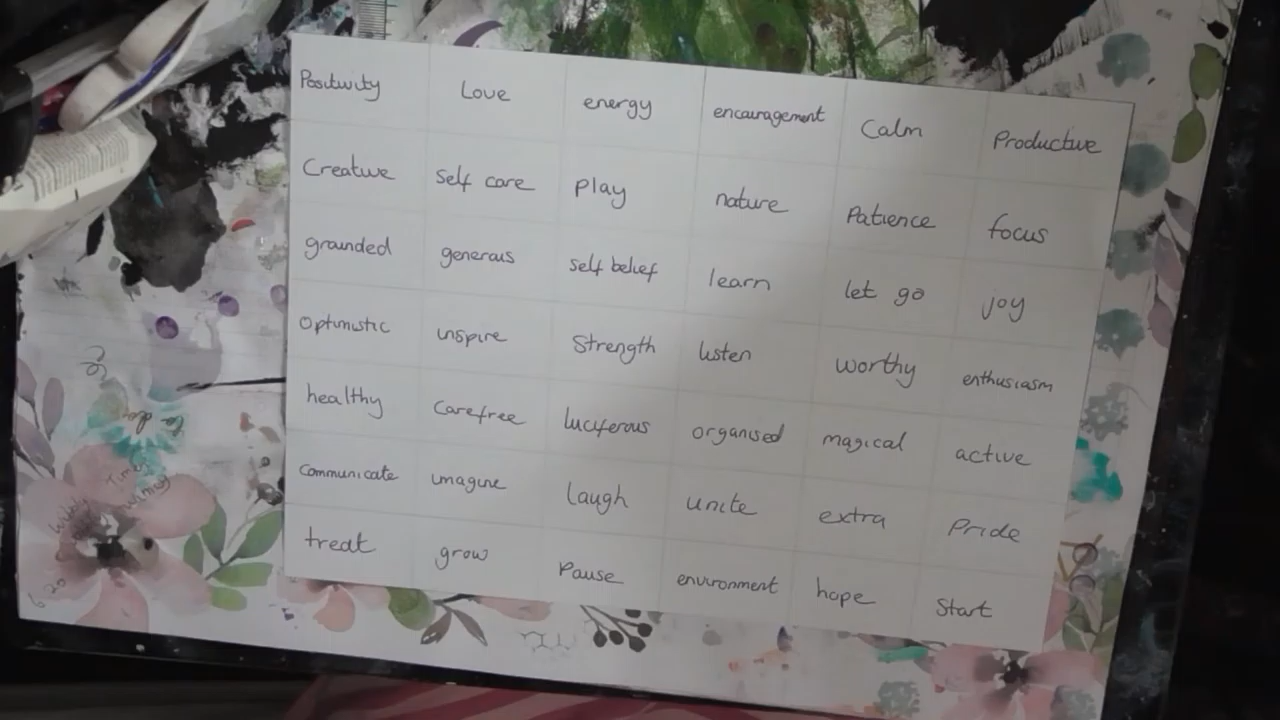 Positivity Love energy encouragement Calm Productive
Creative Self care Play nature Patience focus
grounded generous self belief learn let go joy
Optimistic inspire Strength listen worthy enthusiasm
healthy Carefree luciferous organised magical active
Communicate imagine Laugh unite extra Pride
treat grow Pause environment hope Start